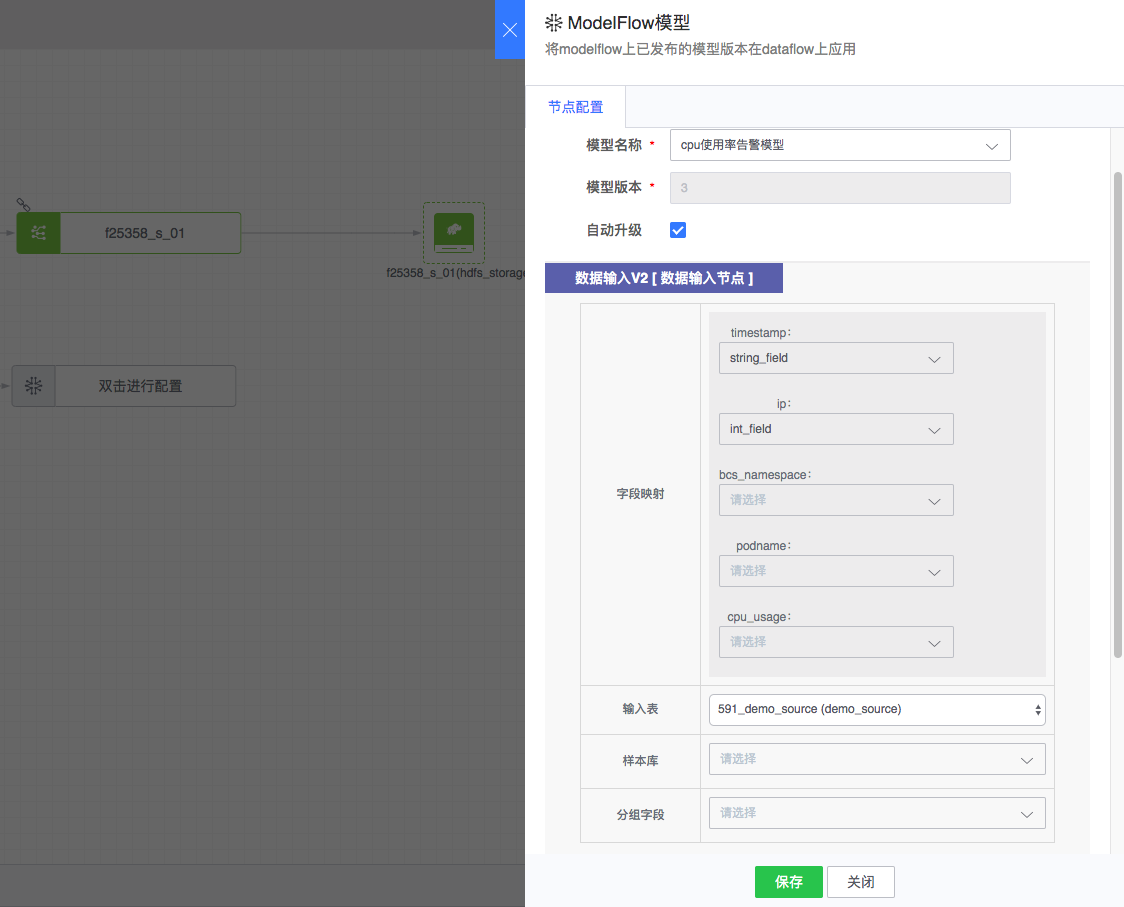 ModelFlow模型
将modelflow上已发布的模型版本在dataflow上应用
节点配置
模型名称 *
cpu使用率告警模型
模型版本 *
3
自动升级
f25358_s_01
f25358_s_01(hdfs_storage
双击进行配置
数据输入V2 [ 数据输入节点 ]
字段映射
timestamp：
string_field
ip：
int_field
bcs_namespace：
请选择
podname：
请选择
cpu_usage：
请选择
输入表
591_demo_source (demo_source)
样本库
请选择
分组字段
请选择
保存
关闭